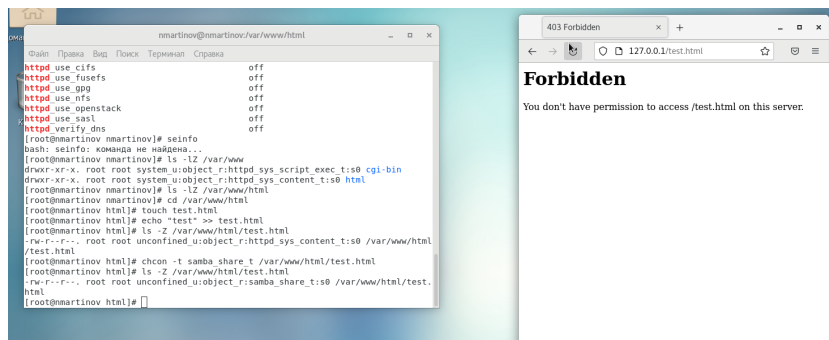 nmartinov@nmartinov:/var/www/html
Файл Правка Вид Поиск Терминал Справка
httpd_use_cifs off
httpd_use_fusefs off
httpd_use_gpg off
httpd_use_nfs off
httpd_use_openstack off
httpd_use_sasl off
httpd_verify_dns off
[root@nmartinov nmartinov]# seinfo
bash: seinfo: команда не найдена...
[root@nmartinov nmartinov]# ls -lZ /var/www
drwxr-xr-x. root root system_u:object_r:httpd_sys_script_exec_t:s0 cgi-bin
drwxr-xr-x. root root system_u:object_r:httpd_sys_content_t:s0 html
[root@nmartinov nmartinov]# ls -lZ /var/www/html
[root@nmartinov nmartinov]# cd /var/www/html
[root@nmartinov html]# touch test.html
[root@nmartinov html]# echo "test" >> test.html
[root@nmartinov html]# ls -Z /var/www/html/test.html
-rw-r--r--. root root unconfined_u:object_r:httpd_sys_content_t:s0 /var/www/html
/test.html
[root@nmartinov html]# chcon -t samba_share_t /var/www/html/test.html
[root@nmartinov html]# ls -Z /var/www/html/test.html
-rw-r--r--. root root unconfined_u:object_r:samba_share_t:s0 /var/www/html/test.
html
[root@nmartinov html]#
403 Forbidden
127.0.0.1/test.html
Forbidden
You don't have permission to access /test.html on this server.